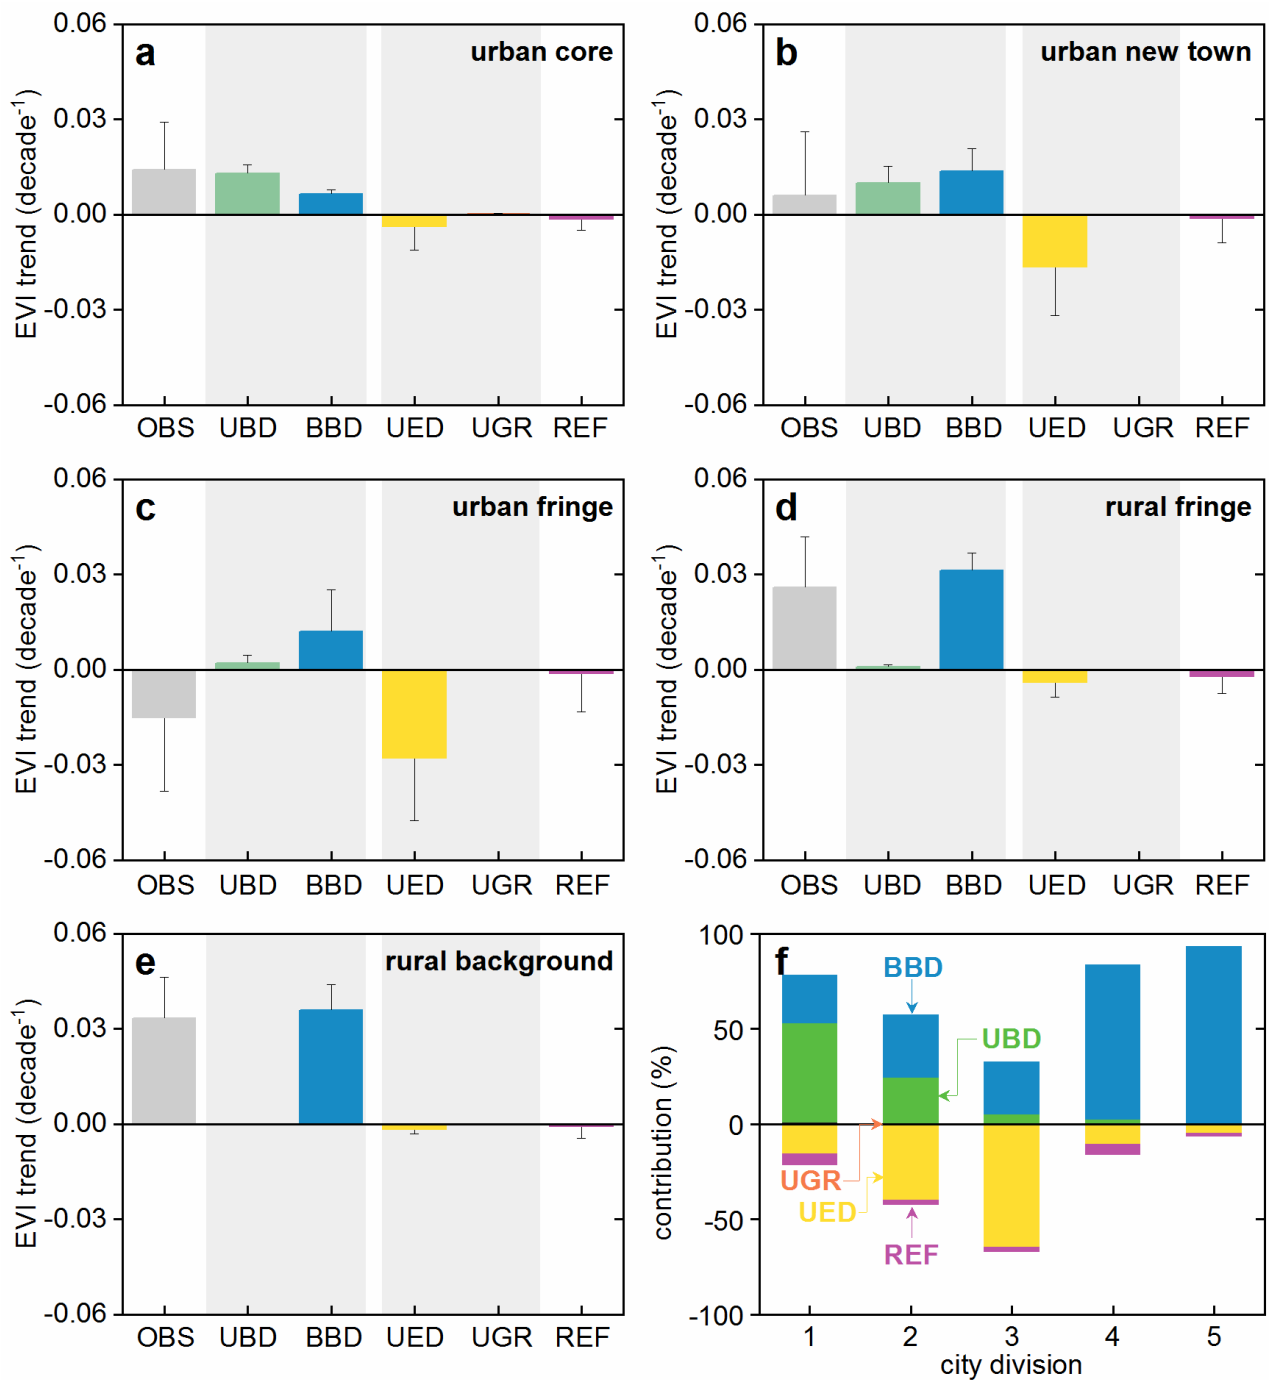 a
urban core
EVI trend (decade⁻¹)
0.06
0.03
0.00
-0.03
-0.06
OBS UBD BBD UED UGR REF
b
urban new town
EVI trend (decade⁻¹)
0.06
0.03
0.00
-0.03
-0.06
OBS UBD BBD UED UGR REF
c
urban fringe
EVI trend (decade⁻¹)
0.06
0.03
0.00
-0.03
-0.06
OBS UBD BBD UED UGR REF
d
rural fringe
EVI trend (decade⁻¹)
0.06
0.03
0.00
-0.03
-0.06
OBS UBD BBD UED UGR REF
e
rural background
EVI trend (decade⁻¹)
0.06
0.03
0.00
-0.03
-0.06
OBS UBD BBD UED UGR REF
f
contribution (%)
100
50
0
-50
-100
BBD
UBD
UGR
UED
REF
1 2 3 4 5
city division